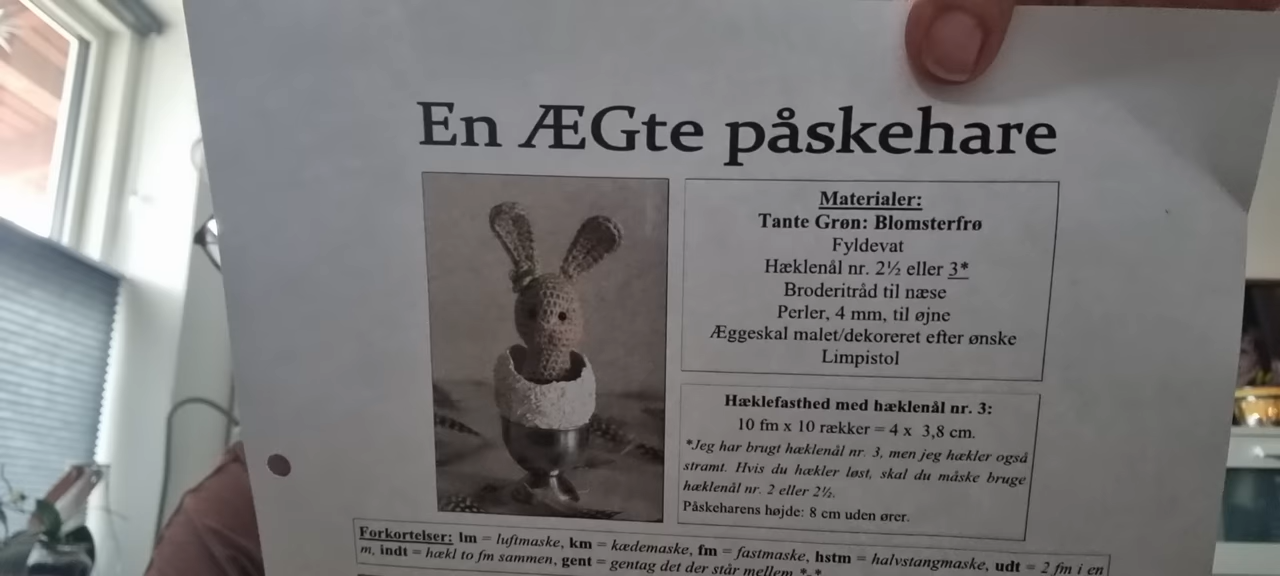 En ÆGte påskehare
Materialer:
Tante Grøn: Blomsterfrø
Fyldevat
Hæklenål nr. 2½ eller 3*
Broderitråd til næse
Perler, 4 mm, til øjne
Æggeskal malet/dekoreret efter ønske
Limpistol
Hæklefasthed med hæklenål nr. 3:
10 fm x 10 rækker = 4 x 3,8 cm.
*Jeg har brugt hæklenål nr. 3, men jeg hækler også
stramt. Hvis du hækler løst, skal du måske bruge
hæklenål nr. 2 eller 2½.
Påskeharens højde: 8 cm uden ører.
Forkortelser: lm = luftmaske, km = kædemaske, fm = fastmaske, hstm = halvstangmaske, udt = 2 fm i en
m, indt = hækl to fm sammen, gent = gentag det der står mellem *-*